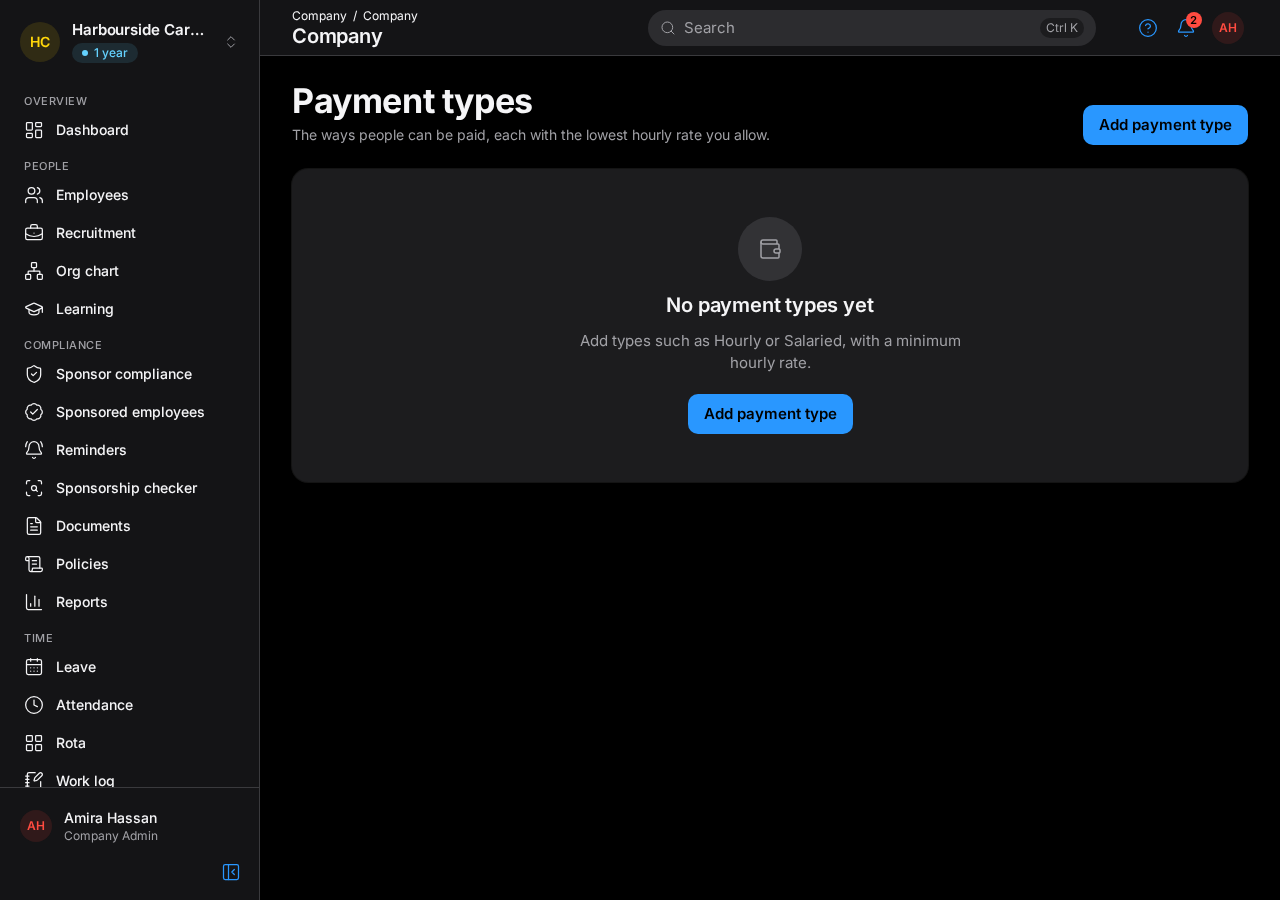 HC
Harbourside Car...
1 year
OVERVIEW
Dashboard
PEOPLE
Employees
Recruitment
Org chart
Learning
COMPLIANCE
Sponsor compliance
Sponsored employees
Reminders
Sponsorship checker
Documents
Policies
Reports
TIME
Leave
Attendance
Rota
Work log
AH
Amira Hassan
Company Admin
Company / Company
Company
Search
Ctrl K
2
AH
Payment types
The ways people can be paid, each with the lowest hourly rate you allow.
Add payment type
No payment types yet
Add types such as Hourly or Salaried, with a minimum
hourly rate.
Add payment type